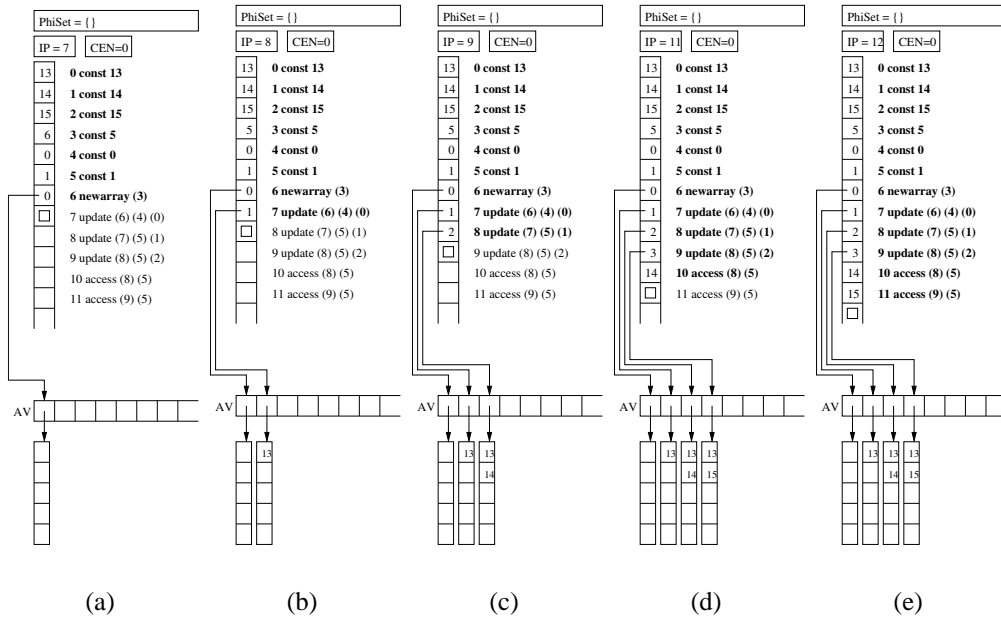 PhiSet = {}
IP = 7 CEN=0
13 0 const 13
14 1 const 14
15 2 const 15
6 3 const 5
0 4 const 0
1 5 const 1
0 6 newarray (3)
7 update (6) (4) (0)
8 update (7) (5) (1)
9 update (8) (5) (2)
10 access (8) (5)
11 access (9) (5)
AV
(a)
PhiSet = {}
IP = 8 CEN=0
13 0 const 13
14 1 const 14
15 2 const 15
5 3 const 5
0 4 const 0
1 5 const 1
0 6 newarray (3)
1 7 update (6) (4) (0)
8 update (7) (5) (1)
9 update (8) (5) (2)
10 access (8) (5)
11 access (9) (5)
AV
13
(b)
PhiSet = {}
IP = 9 CEN=0
13 0 const 13
14 1 const 14
15 2 const 15
5 3 const 5
0 4 const 0
1 5 const 1
0 6 newarray (3)
1 7 update (6) (4) (0)
2 8 update (7) (5) (1)
9 update (8) (5) (2)
10 access (8) (5)
11 access (9) (5)
AV
13 13
14
(c)
PhiSet = {}
IP = 11 CEN=0
13 0 const 13
14 1 const 14
15 2 const 15
5 3 const 5
0 4 const 0
1 5 const 1
0 6 newarray (3)
1 7 update (6) (4) (0)
2 8 update (7) (5) (1)
3 9 update (8) (5) (2)
14 10 access (8) (5)
11 access (9) (5)
AV
13 13 13
14 15
(d)
PhiSet = {}
IP = 12 CEN=0
13 0 const 13
14 1 const 14
15 2 const 15
5 3 const 5
0 4 const 0
1 5 const 1
0 6 newarray (3)
1 7 update (6) (4) (0)
2 8 update (7) (5) (1)
3 9 update (8) (5) (2)
14 10 access (8) (5)
15 11 access (9) (5)
AV
13 13 13
14 15
(e)